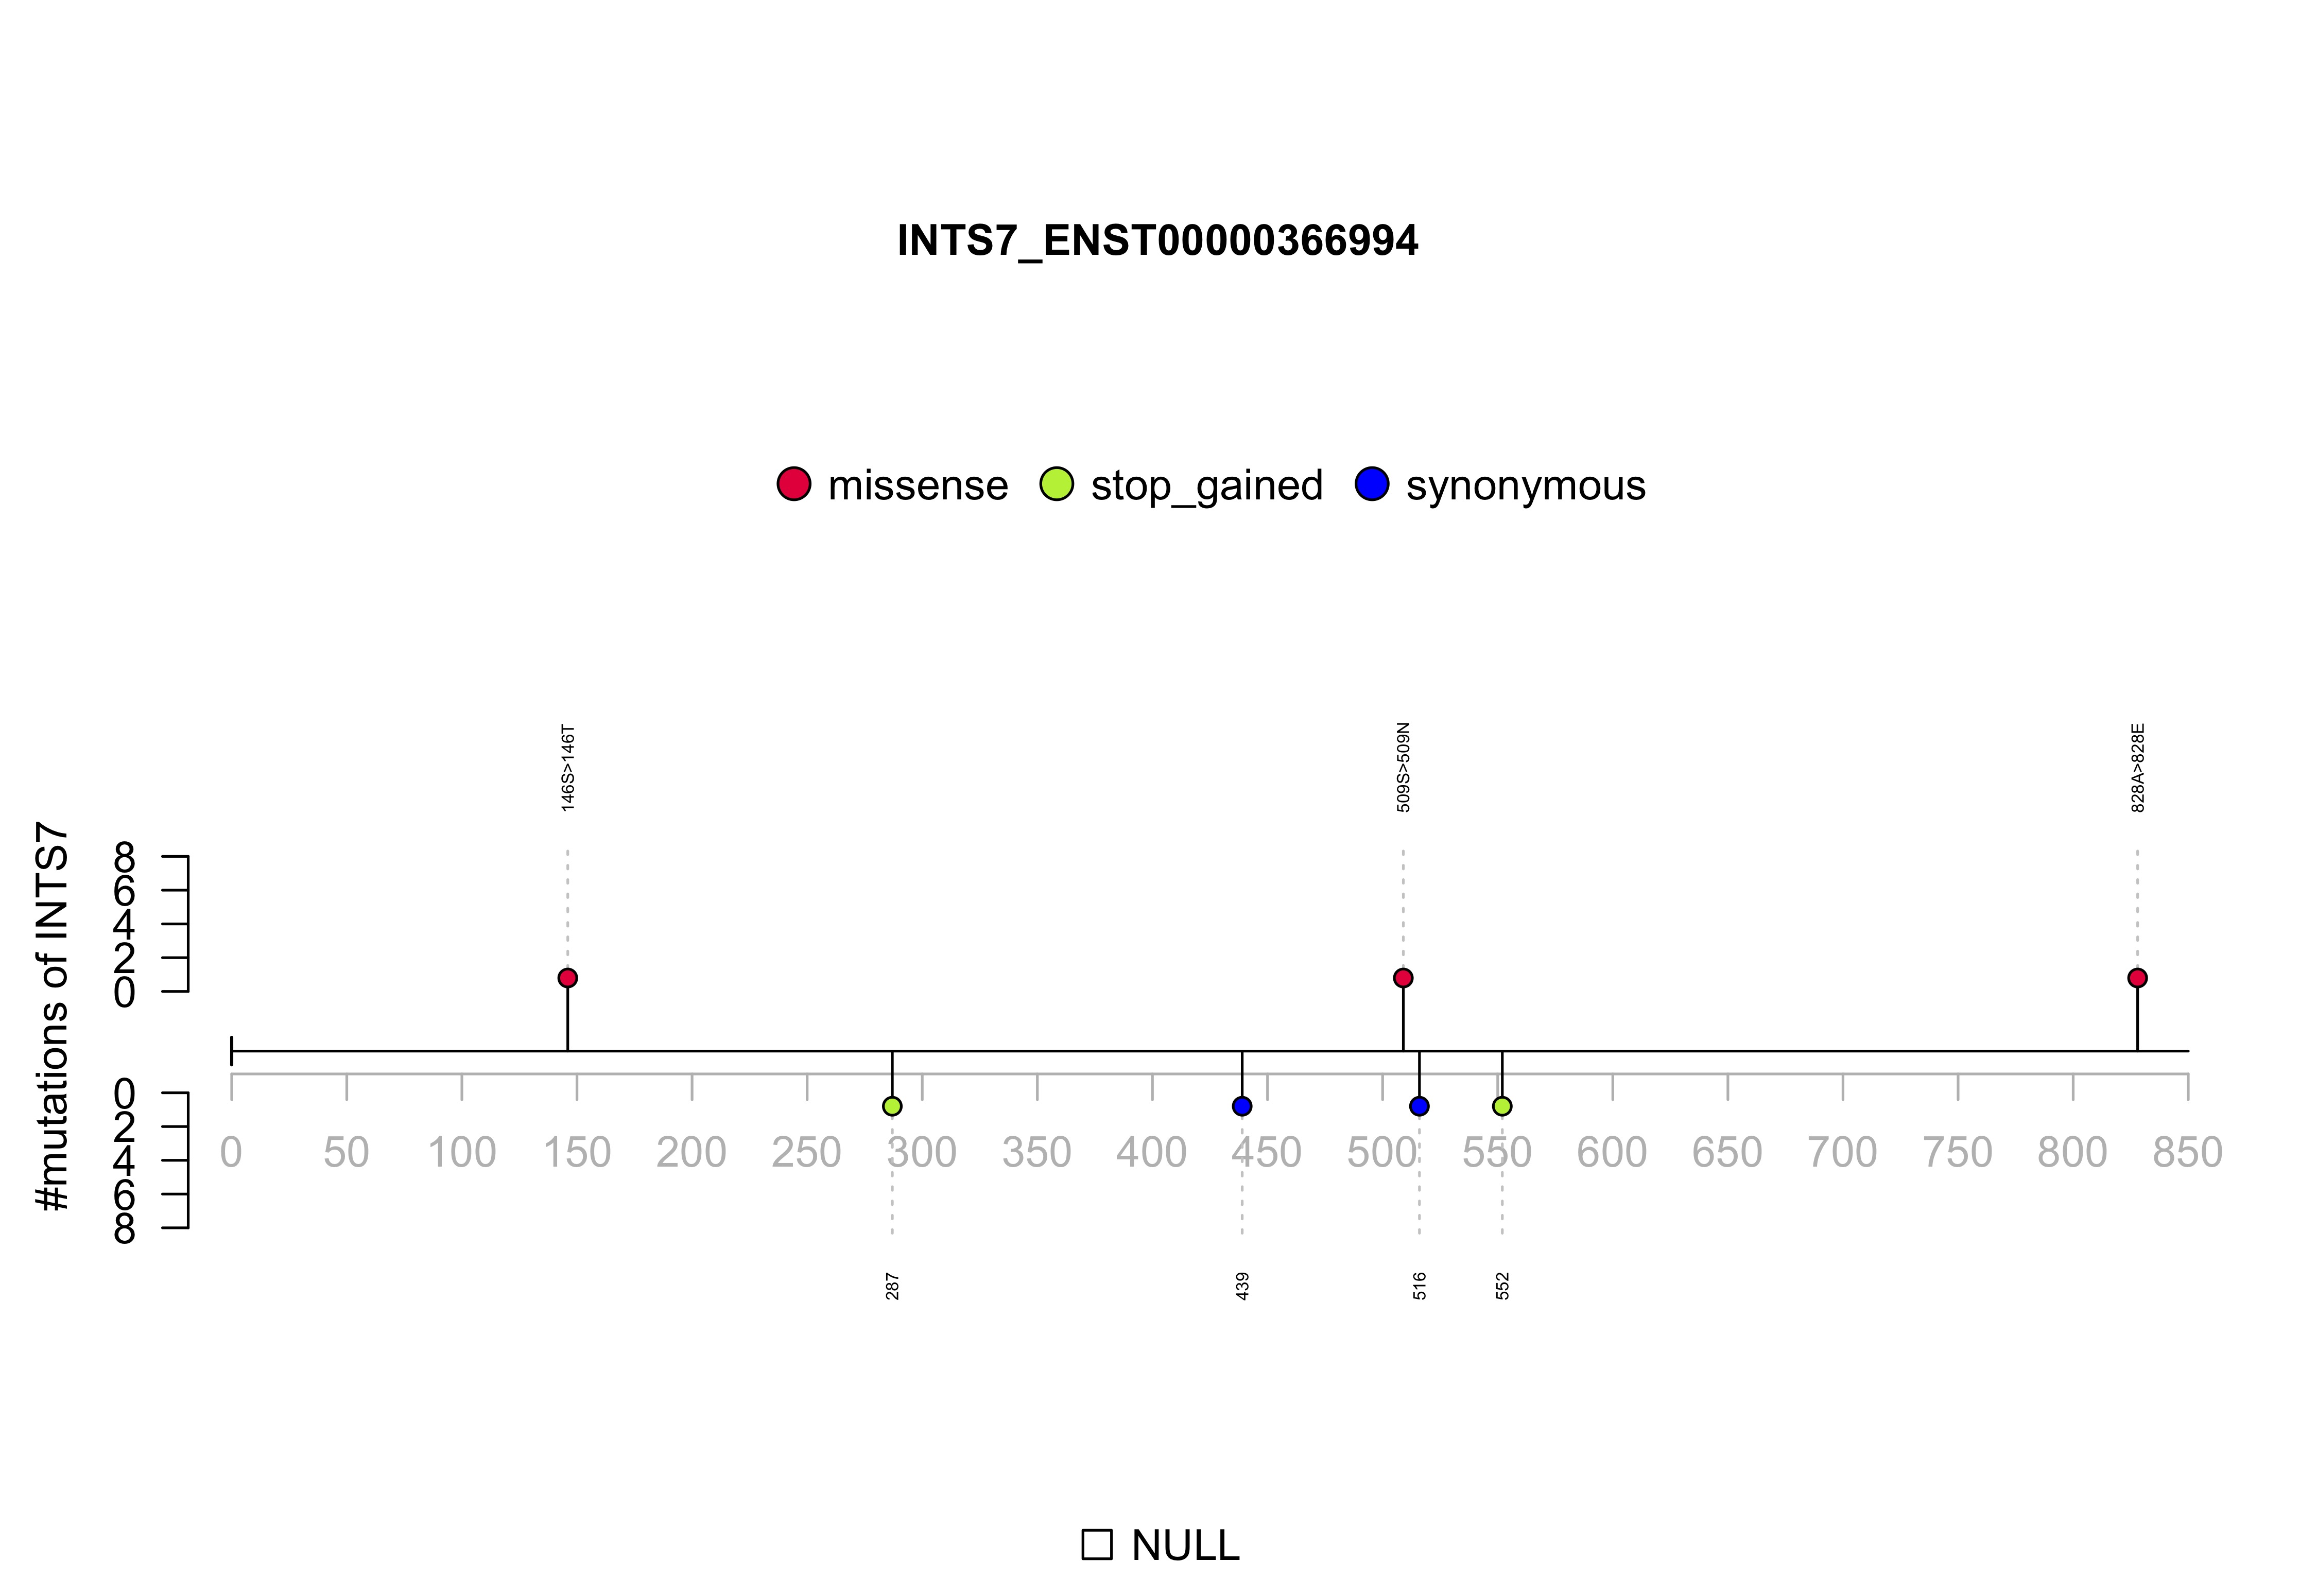 INTS7_ENST00000366994
missense stop_gained synonymous
146S>146T 509S>509N 828A>828E
#mutations of INTS7
8
6
4
2
0
0
2
4
6
8
0 50 100 150 200 250 300 350 400 450 500 550 600 650 700 750 800 850
287 439 516 552
NULL